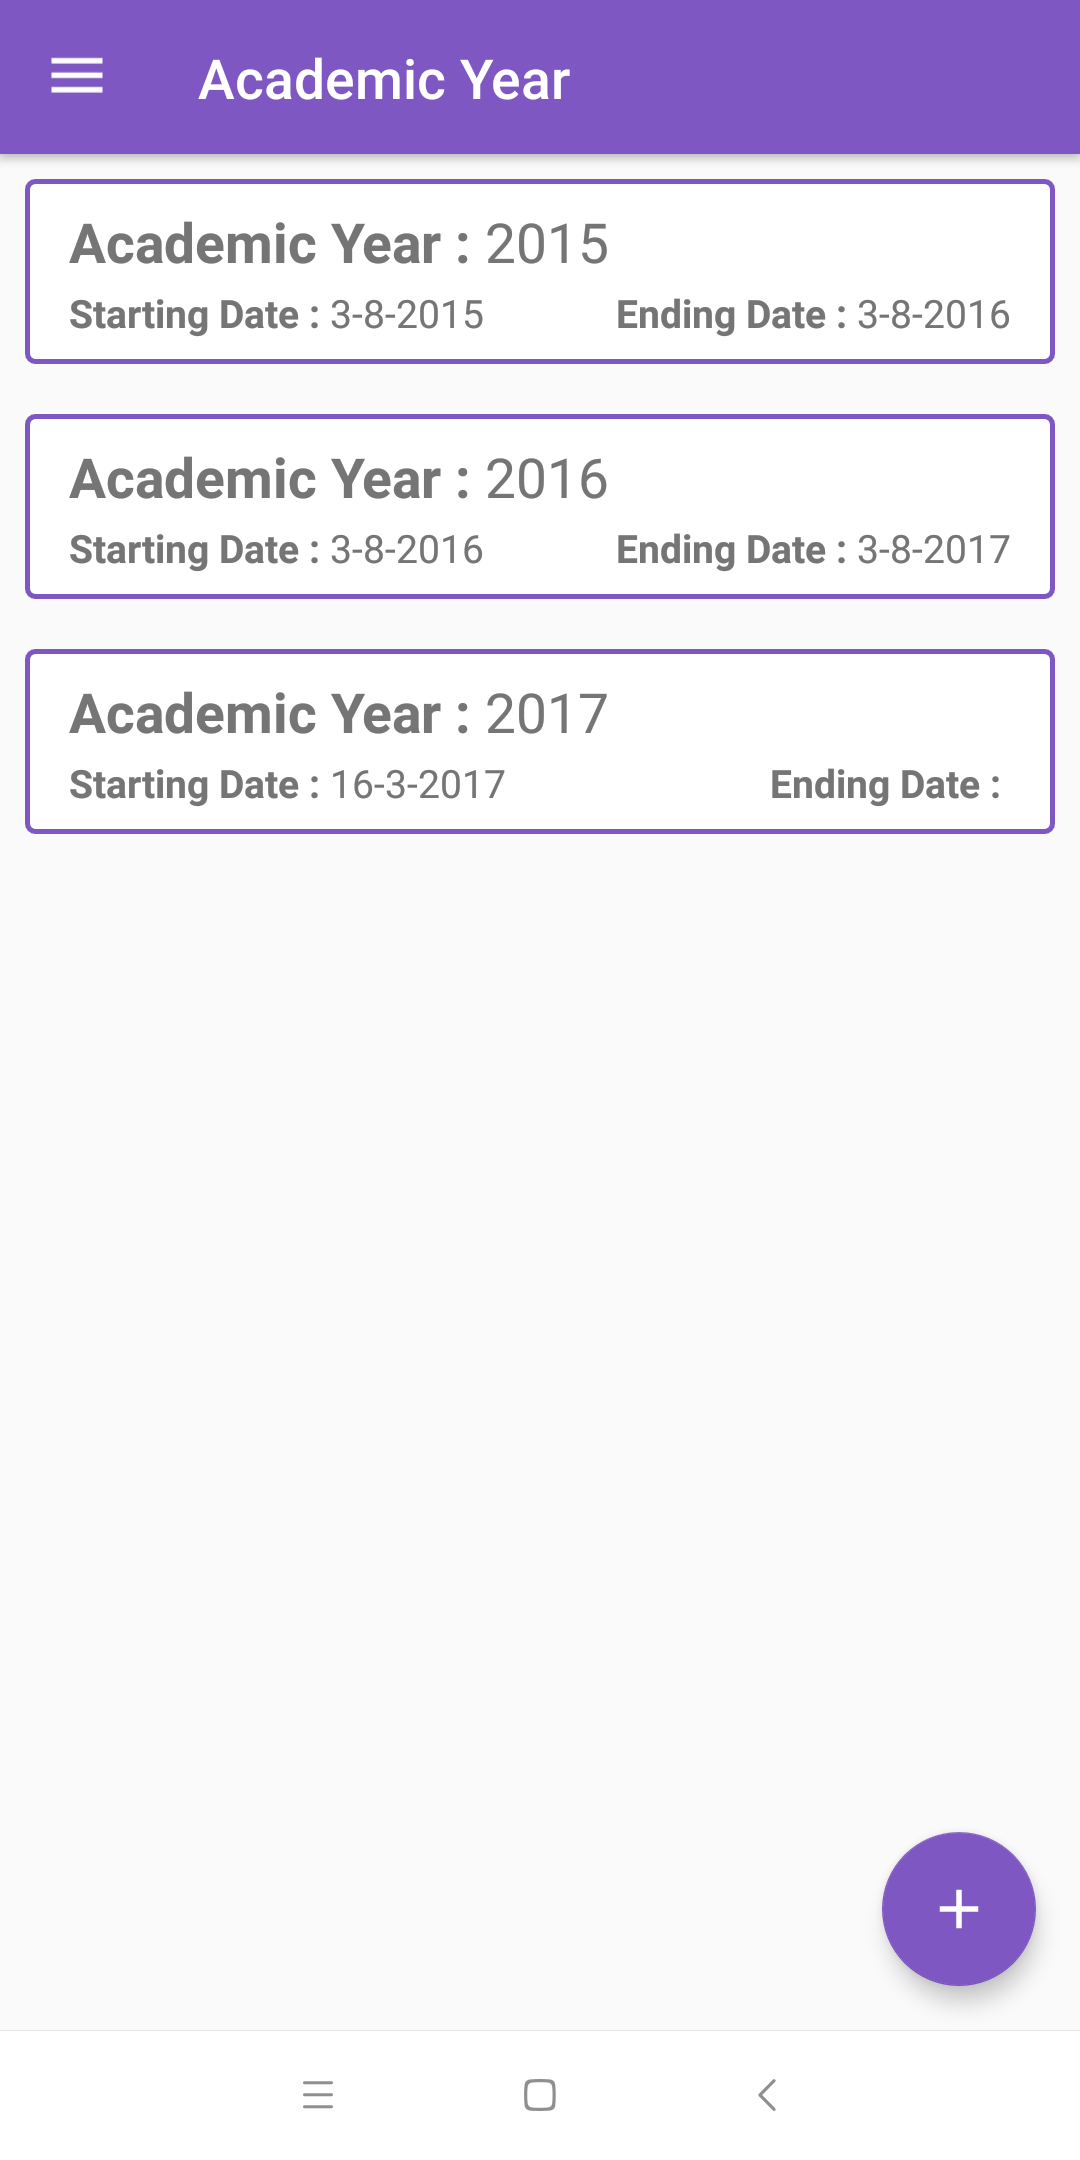 Academic Year
Academic Year : 2015
Starting Date : 3-8-2015 Ending Date : 3-8-2016
Academic Year : 2016
Starting Date : 3-8-2016 Ending Date : 3-8-2017
Academic Year : 2017
Starting Date : 16-3-2017 Ending Date :